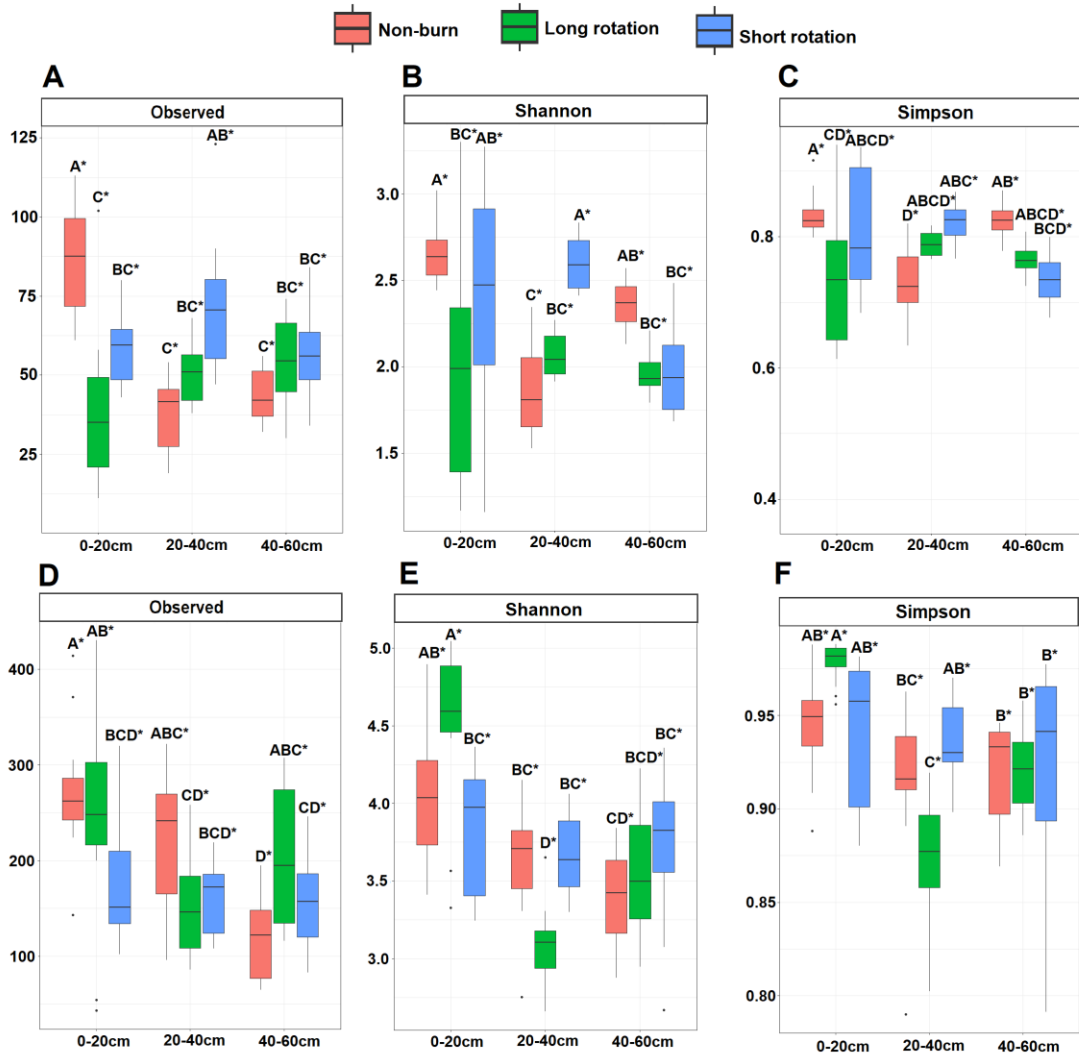 Non-burn Long rotation Short rotation
A B C
Observed Shannon Simpson
125
100
75
50
25
A* C* BC* C* BC* AB* C* BC* BC*
0-20cm 20-40cm 40-60cm
3.0
2.5
2.0
1.5
A* BC* AB* C* BC* A* AB* BC* BC*
0-20cm 20-40cm 40-60cm
0.8
0.6
0.4
A* CD* ABCD* D* ABCD* ABC* AB* ABCD* BCD*
0-20cm 20-40cm 40-60cm
D E F
Observed Shannon Simpson
400
300
200
100
A* AB* BCD* ABC* CD* BCD* D* ABC* CD*
0-20cm 20-40cm 40-60cm
5.0
4.5
4.0
3.5
3.0
AB* A* BC* BC* D* BC* CD* BCD* BC*
0-20cm 20-40cm 40-60cm
0.95
0.90
0.85
0.80
AB* A* AB* BC* C* AB* B* B* B*
0-20cm 20-40cm 40-60cm